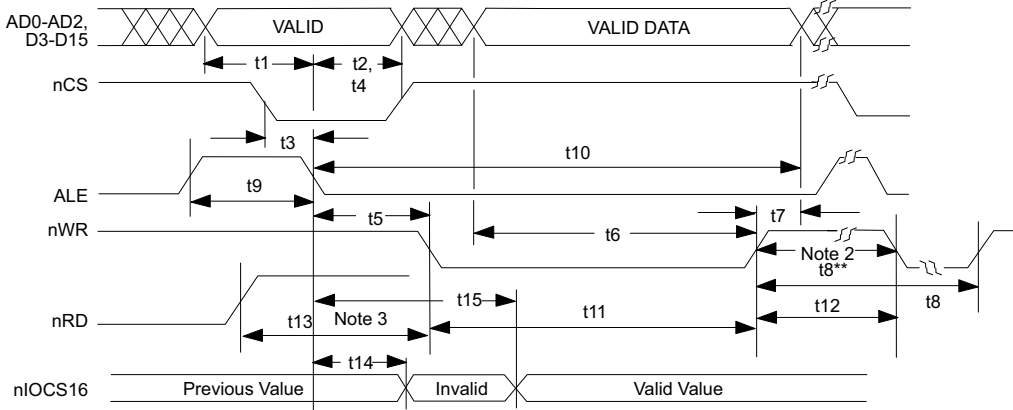 AD0-AD2,
D3-D15
VALID
VALID DATA
t1
t2,
t4
nCS
t3
t10
ALE
t9
t5
t7
nWR
t6
Note 2
t8**
t8
t15
nRD
t13
Note 3
t11
t12
t14
nIOCS16
Previous Value
Invalid
Valid Value